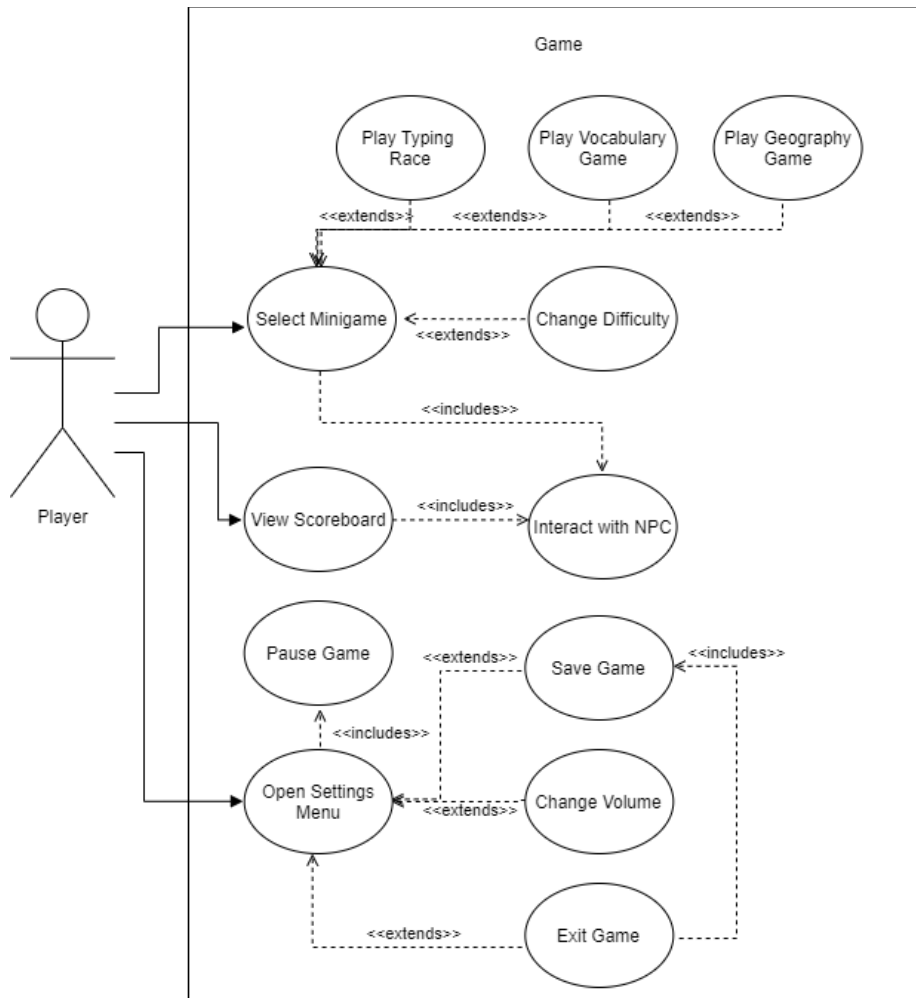 Game
Play Typing
Race
Play Vocabulary
Game
Play Geography
Game
<<extends>>
<<extends>>
<<extends>>
Select Minigame
Change Difficulty
<<extends>>
<<includes>>
Player
View Scoreboard
<<includes>>
Interact with NPC
Pause Game
<<extends>>
Save Game
<<includes>>
<<includes>>
Open Settings
Menu
Change Volume
<<extends>>
<<extends>>
Exit Game